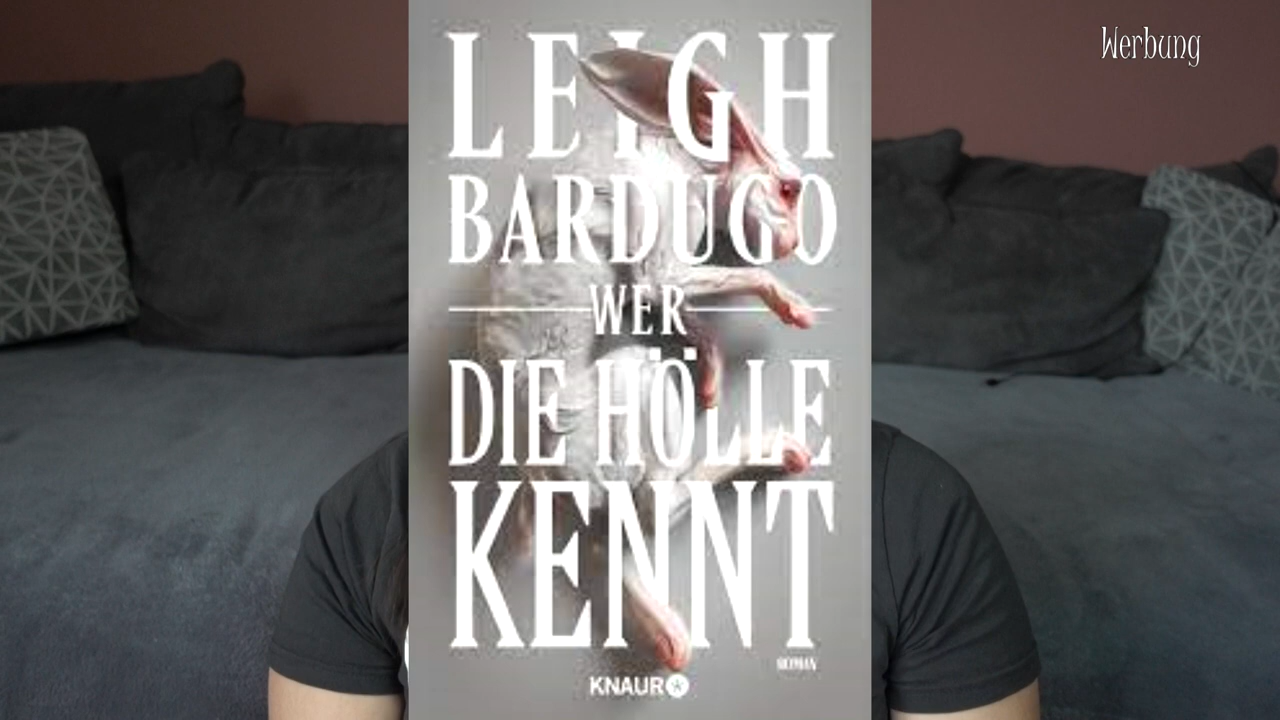 Werbung
LEIGH
BARDUGO
WER
DIE HÖLLE
KENNT
ROMAN
KNAUR